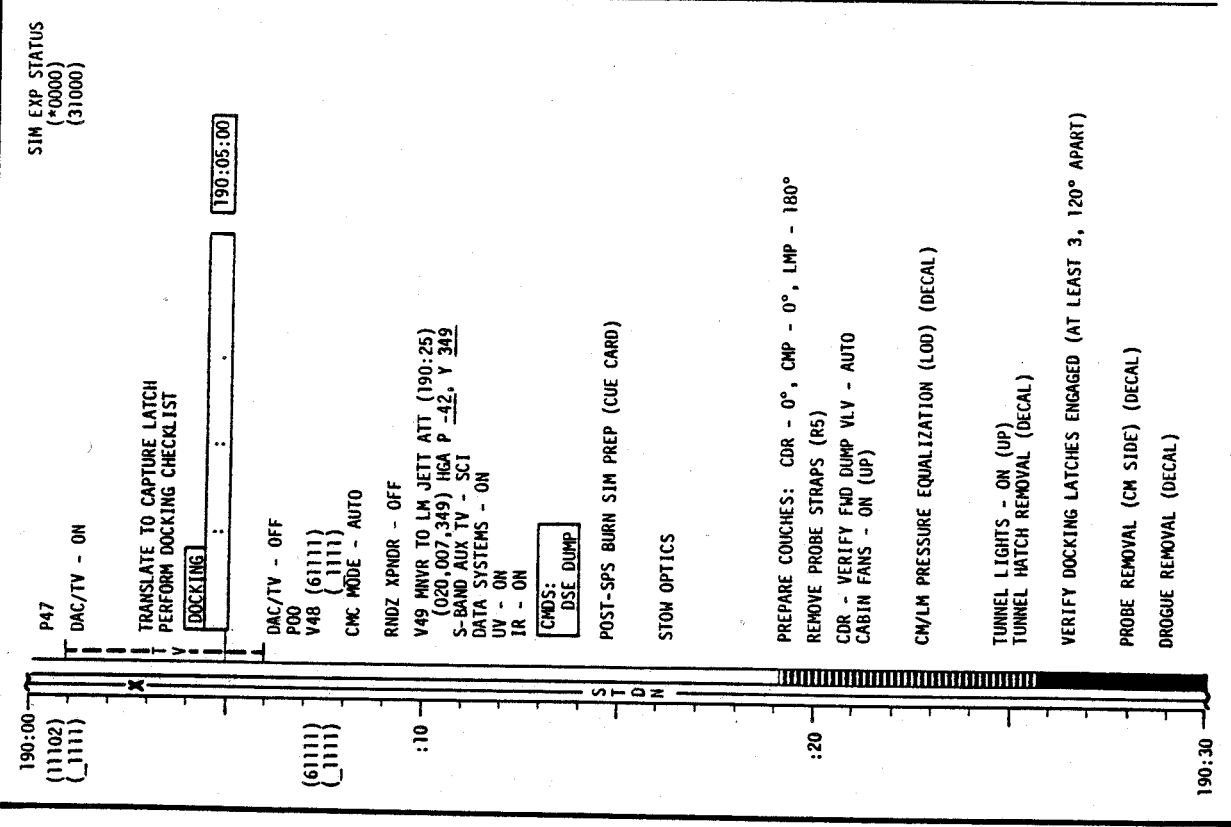 SIM EXP STATUS
(*0000)
(31000)
190:00
(11102)
(_1111)
P47
DAC/TV - ON
T V
TRANSLATE TO CAPTURE LATCH
PERFORM DOCKING CHECKLIST
DOCKING
: : .
190:05:00
DAC/TV - OFF
P00
(61111)
(_1111)
V48 (61111)
(_1111)
CMC MODE - AUTO
RNDZ XPNDR - OFF
:10
V49 MNVR TO LM JETT ATT (190:25)
(020,007,349) HGA P -42, Y 349
S-BAND AUX TV - SCI
DATA SYSTEMS - ON
UV - ON
IR - ON
CMDS:
DSE DUMP
STDN
POST-SPS BURN SIM PREP (CUE CARD)
STOW OPTICS
:20
PREPARE COUCHES: CDR - 0°, CMP - 0°, LMP - 180°
REMOVE PROBE STRAPS (R5)
CDR - VERIFY FWD DUMP VLV - AUTO
CABIN FANS - ON (UP)
CM/LM PRESSURE EQUALIZATION (LOD) (DECAL)
TUNNEL LIGHTS - ON (UP)
TUNNEL HATCH REMOVAL (DECAL)
VERIFY DOCKING LATCHES ENGAGED (AT LEAST 3, 120° APART)
PROBE REMOVAL (CM SIDE) (DECAL)
DROGUE REMOVAL (DECAL)
190:30